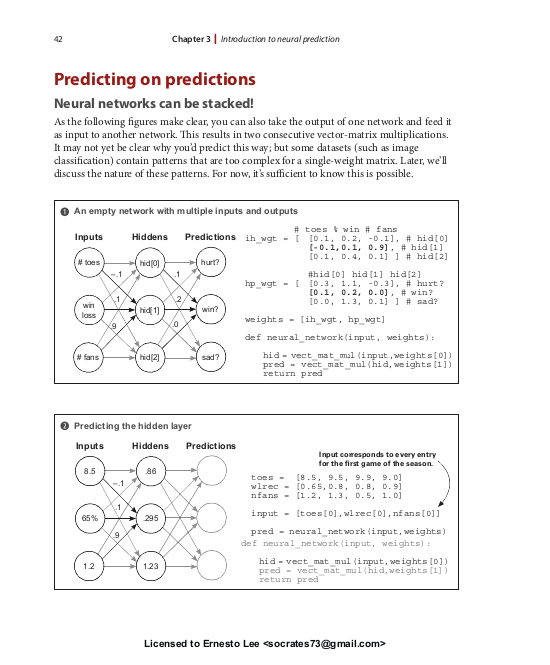 42
Chapter 3 | Introduction to neural prediction
Predicting on predictions
Neural networks can be stacked!
As the following figures make clear, you can also take the output of one network and feed it
as input to another network. This results in two consecutive vector-matrix multiplications.
It may not yet be clear why you'd predict this way; but some datasets (such as image
classification) contain patterns that are too complex for a single-weight matrix. Later, we'll
discuss the nature of these patterns. For now, it's sufficient to know this is possible.
1 An empty network with multiple inputs and outputs
Inputs Hiddens Predictions
# toes hid[0] hurt?
–.1 .1
win loss hid[1] win?
.1 .2
.9 .0
# fans hid[2] sad?
# toes % win # fans
ih_wgt = [ [0.1, 0.2, -0.1], # hid[0]
[-0.1,0.1, 0.9], # hid[1]
[0.1, 0.4, 0.1] ] # hid[2]
#hid[0] hid[1] hid[2]
hp_wgt = [ [0.3, 1.1, -0.3], # hurt?
[0.1, 0.2, 0.0], # win?
[0.0, 1.3, 0.1] ] # sad?
weights = [ih_wgt, hp_wgt]
def neural_network(input, weights):
hid = vect_mat_mul(input,weights[0])
pred = vect_mat_mul(hid,weights[1])
return pred
2 Predicting the hidden layer
Inputs Hiddens Predictions
8.5 .86
–.1
65% .295
.1
.9
1.2 1.23
Input corresponds to every entry
for the first game of the season.
toes = [8.5, 9.5, 9.9, 9.0]
wlrec = [0.65,0.8, 0.8, 0.9]
nfans = [1.2, 1.3, 0.5, 1.0]
input = [toes[0],wlrec[0],nfans[0]]
pred = neural_network(input,weights)
def neural_network(input, weights):
hid = vect_mat_mul(input,weights[0])
pred = vect_mat_mul(hid,weights[1])
return pred
Licensed to Ernesto Lee <socrates73@gmail.com>